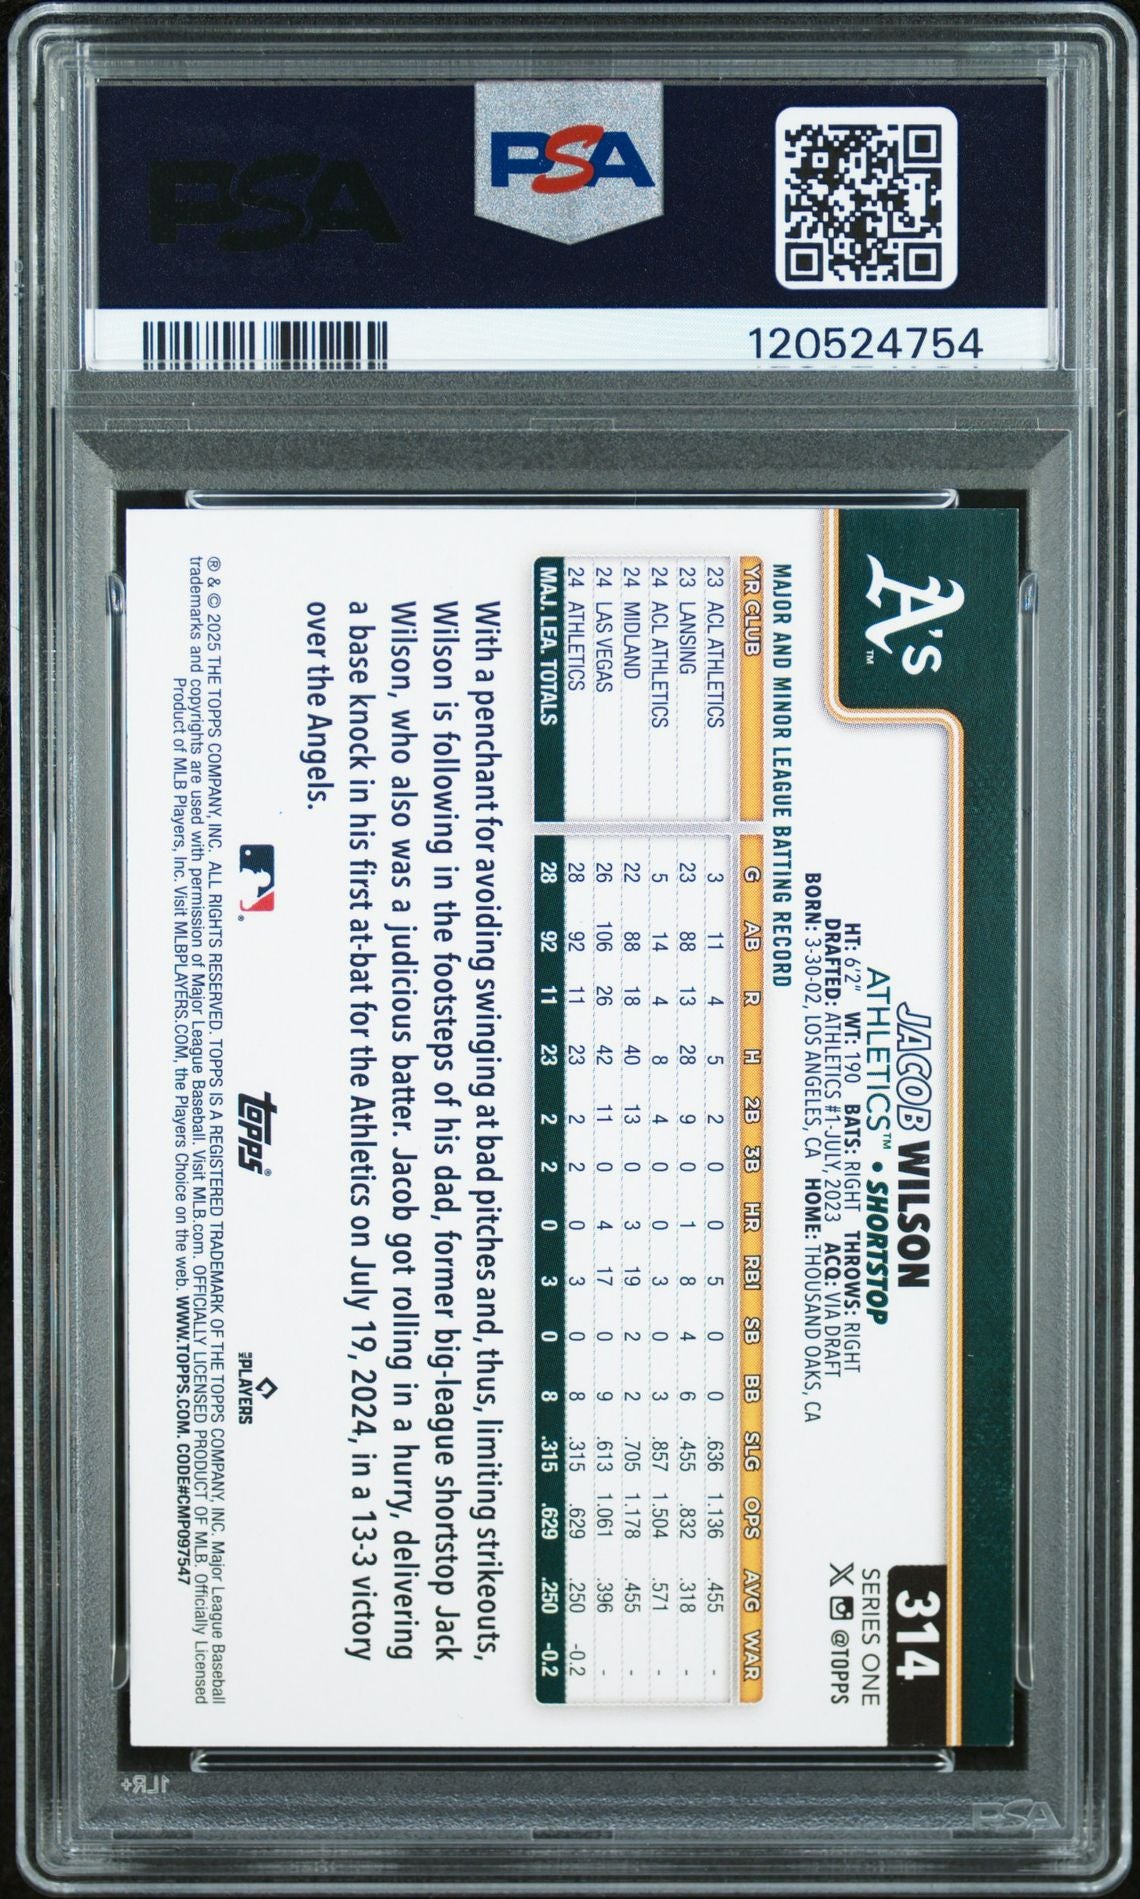 PSA
PSA
120524754
A's™
JACOB WILSON
ATHLETICS™ • SHORTSTOP
HT: 6'2" WT: 190 BATS: RIGHT THROWS: RIGHT
DRAFTED: ATHLETICS #1-JULY, 2023 ACQ: VIA DRAFT
BORN: 3-30-02, LOS ANGELES, CA HOME: THOUSAND OAKS, CA
314
SERIES ONE
X @TOPPS
MAJOR AND MINOR LEAGUE BATTING RECORD
YR CLUB G AB R H 2B 3B HR RBI SB BB SLG OPS AVG WAR
23 ACL ATHLETICS 3 11 4 5 2 0 0 5 0 0 .636 1.136 .455 -
23 LANSING 23 88 13 28 9 0 1 8 4 6 .455 .832 .318 -
24 ACL ATHLETICS 5 14 4 8 4 0 0 3 0 3 .857 1.504 .571 -
24 MIDLAND 22 88 18 40 13 0 3 19 2 2 .705 1.178 .455 -
24 LAS VEGAS 26 106 26 42 11 0 4 17 0 9 .613 1.061 .396 -
24 ATHLETICS 28 92 11 23 2 2 0 3 0 8 .315 .629 .250 -0.2
MAJ. LEA. TOTALS 28 92 11 23 2 2 0 3 0 8 .315 .629 .250 -0.2
With a penchant for avoiding swinging at bad pitches and, thus, limiting strikeouts,
Wilson is following in the footsteps of his dad, former big-league shortstop Jack
Wilson, who also was a judicious batter. Jacob got rolling in a hurry, delivering
a base knock in his first at-bat for the Athletics on July 19, 2024, in a 13-3 victory
over the Angels.
topps®
PLAYERS
® & © 2025 THE TOPPS COMPANY, INC. ALL RIGHTS RESERVED. TOPPS IS A REGISTERED TRADEMARK OF THE TOPPS COMPANY, INC. Major League Baseball
trademarks and copyrights are used with permission of Major League Baseball. Visit MLB.com. OFFICIALLY LICENSED PRODUCT OF MLB. Officially Licensed
Product of MLB Players, Inc. Visit MLBPLAYERS.COM, the Players Choice on the web. WWW.TOPPS.COM. CODE#CMP097547
1LR+
PSA